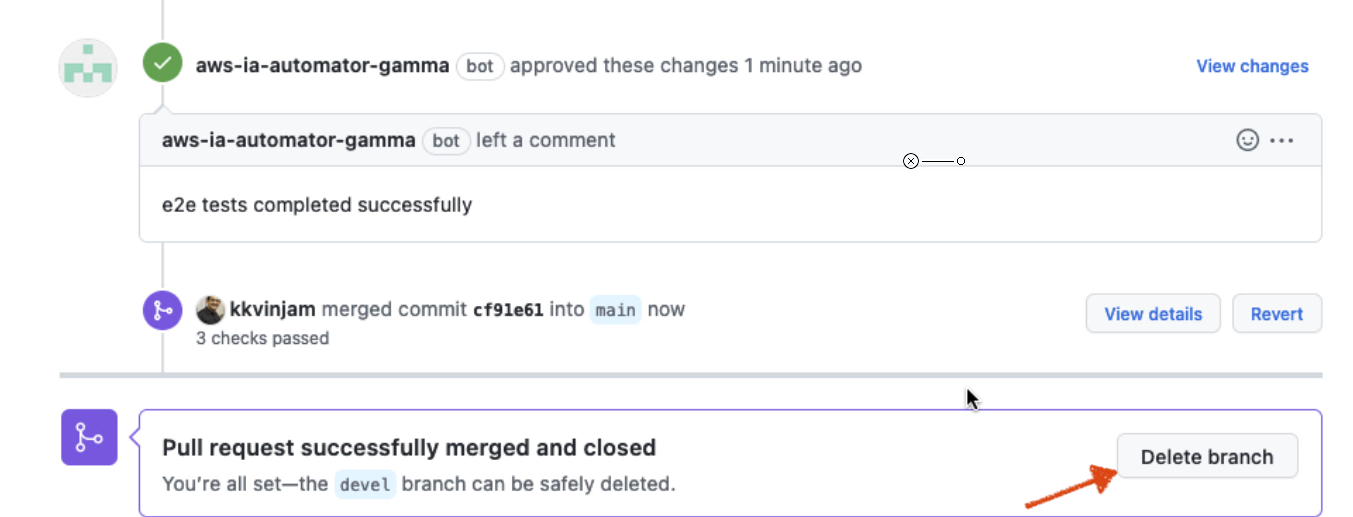 aws-ia-automator-gamma bot approved these changes 1 minute ago View changes
aws-ia-automator-gamma bot left a comment
e2e tests completed successfully
kkvinjam merged commit cf91e61 into main now View details Revert
3 checks passed
Pull request successfully merged and closed
Delete branch
You're all set—the devel branch can be safely deleted.